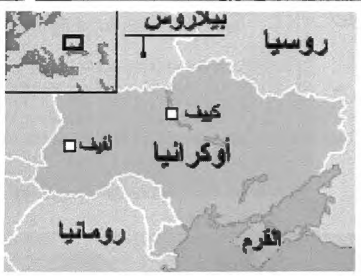 بيلاروس
روسيا
كييف
لفيف
أوكرانيا
رومانيا
القرم